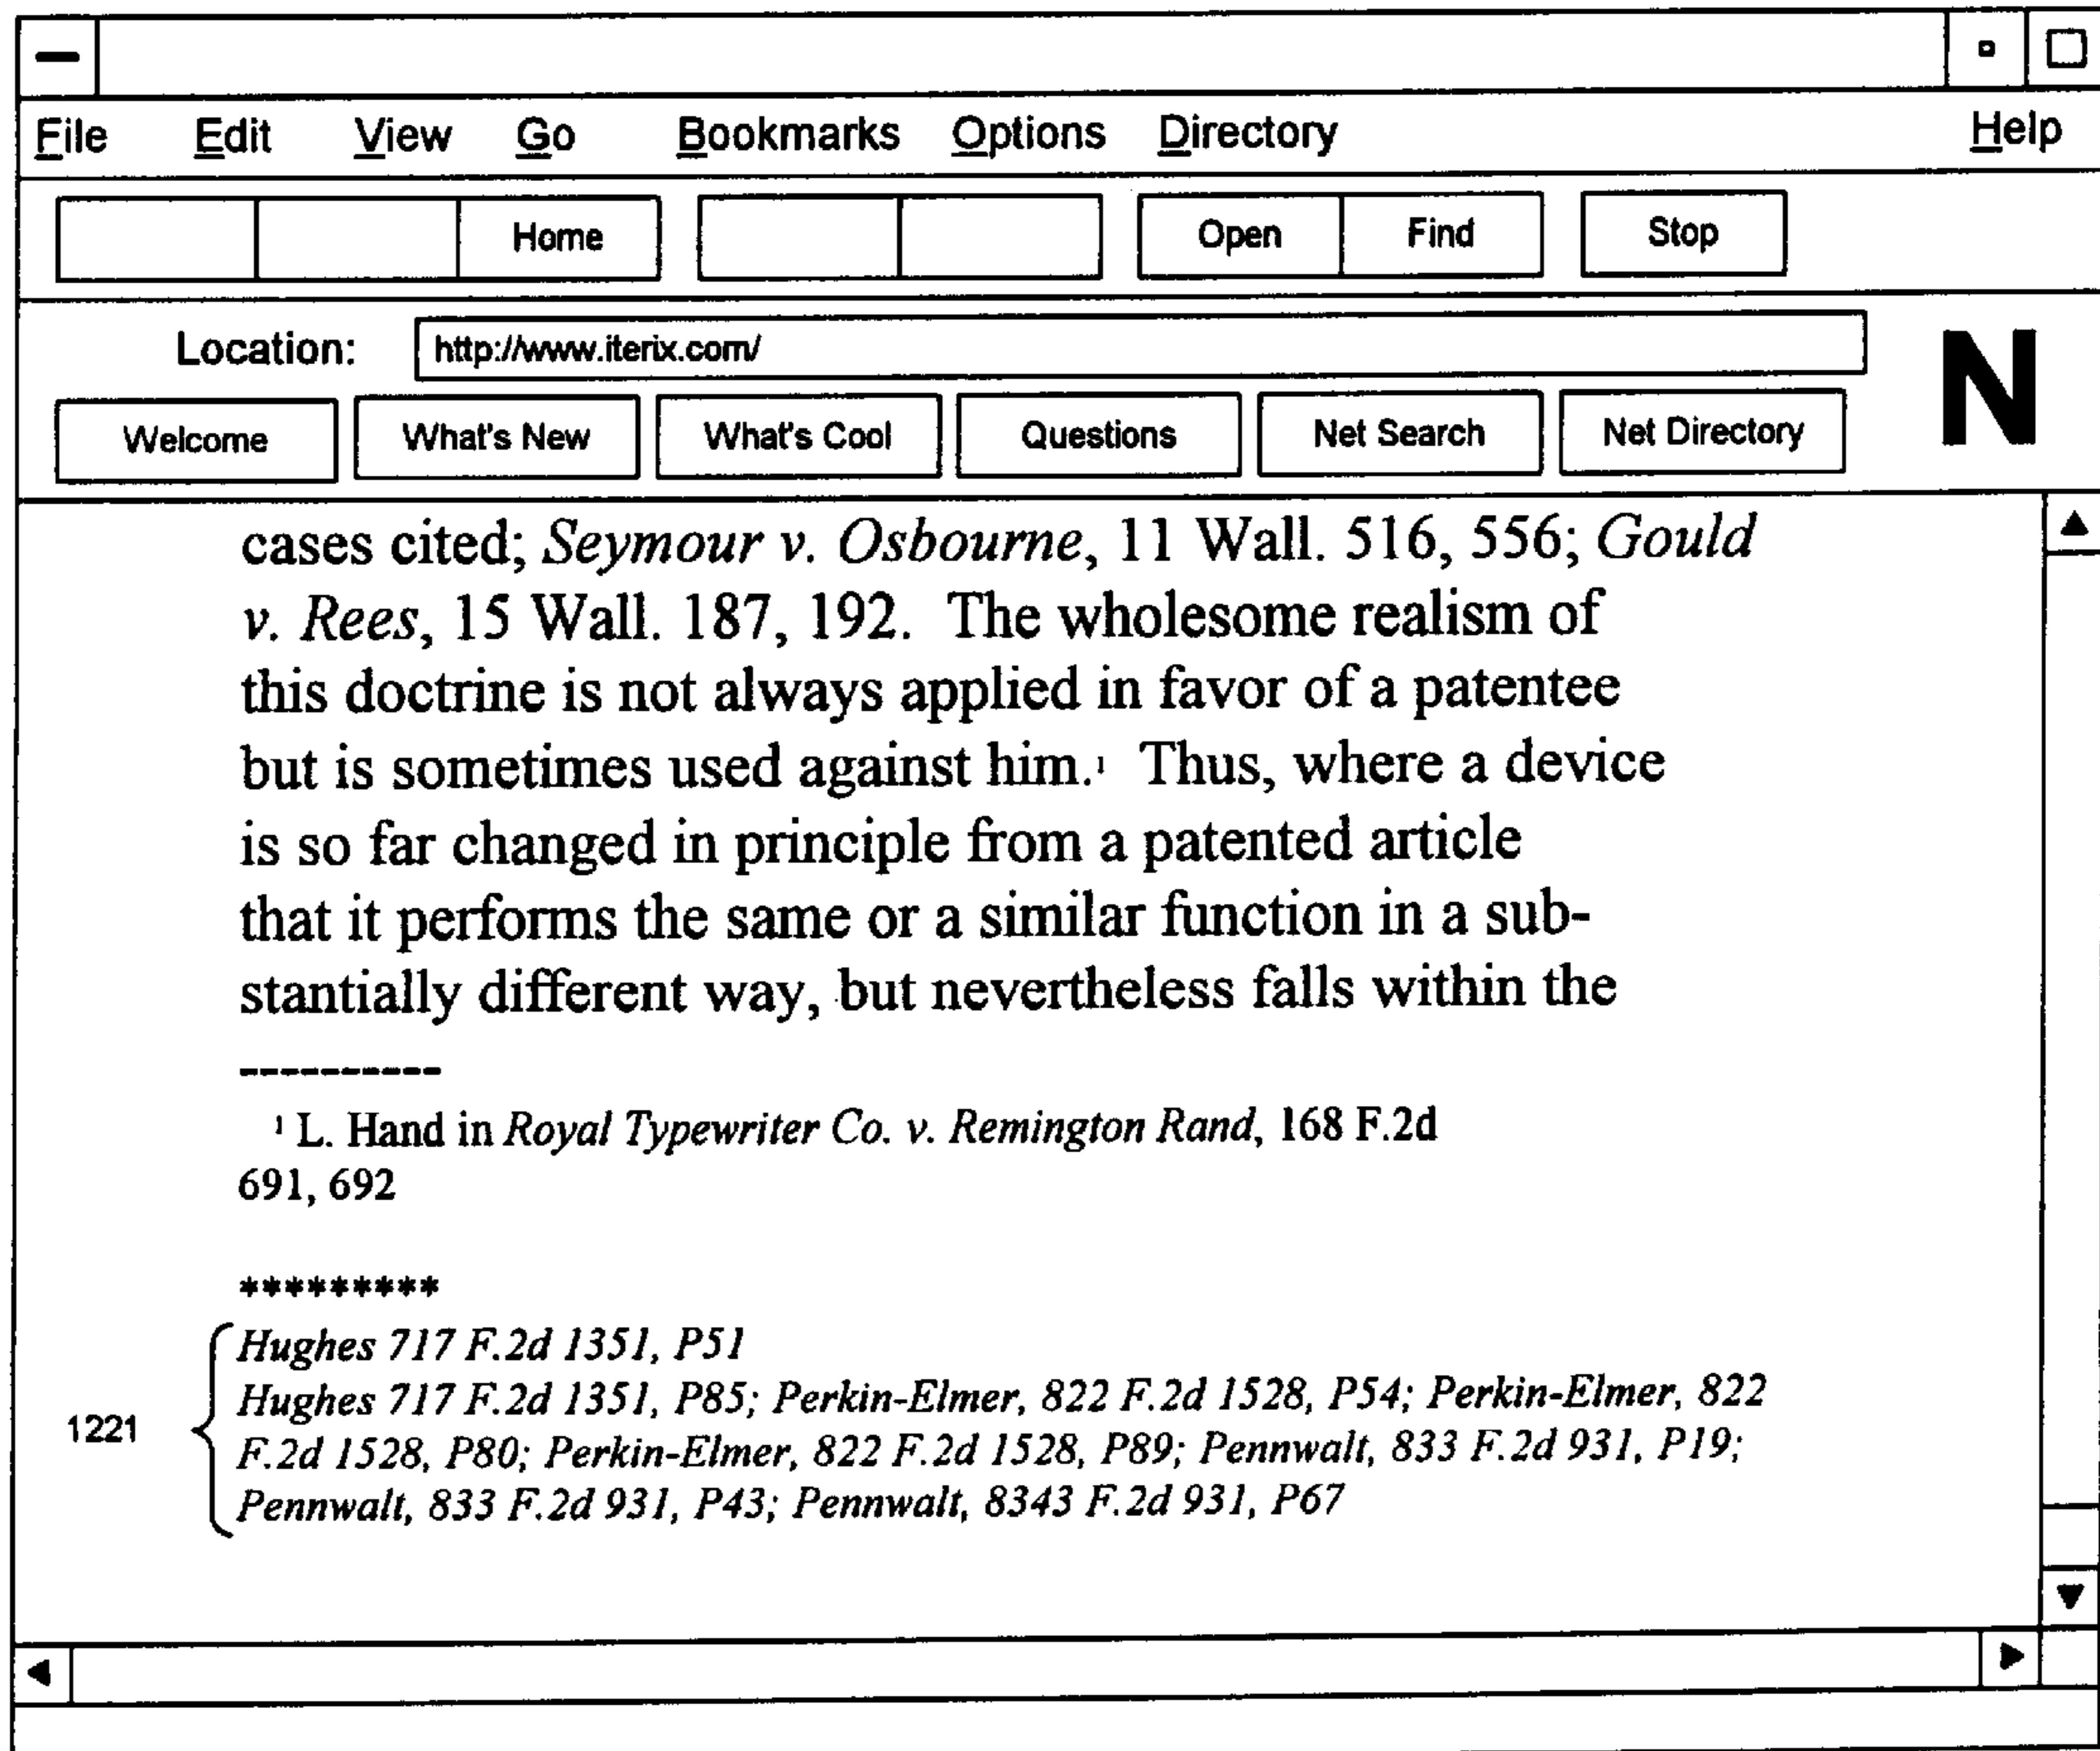 File Edit View Go Bookmarks Options Directory Help
Home Open Find Stop
Location: http://www.iterix.com/
N
Welcome What's New What's Cool Questions Net Search Net Directory
cases cited; Seymour v. Osbourne, 11 Wall. 516, 556; Gould
v. Rees, 15 Wall. 187, 192. The wholesome realism of
this doctrine is not always applied in favor of a patentee
but is sometimes used against him.¹ Thus, where a device
is so far changed in principle from a patented article
that it performs the same or a similar function in a sub-
stantially different way, but nevertheless falls within the
----------
¹ L. Hand in Royal Typewriter Co. v. Remington Rand, 168 F.2d
691, 692
*********
Hughes 717 F.2d 1351, P51
Hughes 717 F.2d 1351, P85; Perkin-Elmer, 822 F.2d 1528, P54; Perkin-Elmer, 822
1221
F.2d 1528, P80; Perkin-Elmer, 822 F.2d 1528, P89; Pennwalt, 833 F.2d 931, P19;
Pennwalt, 833 F.2d 931, P43; Pennwalt, 8343 F.2d 931, P67